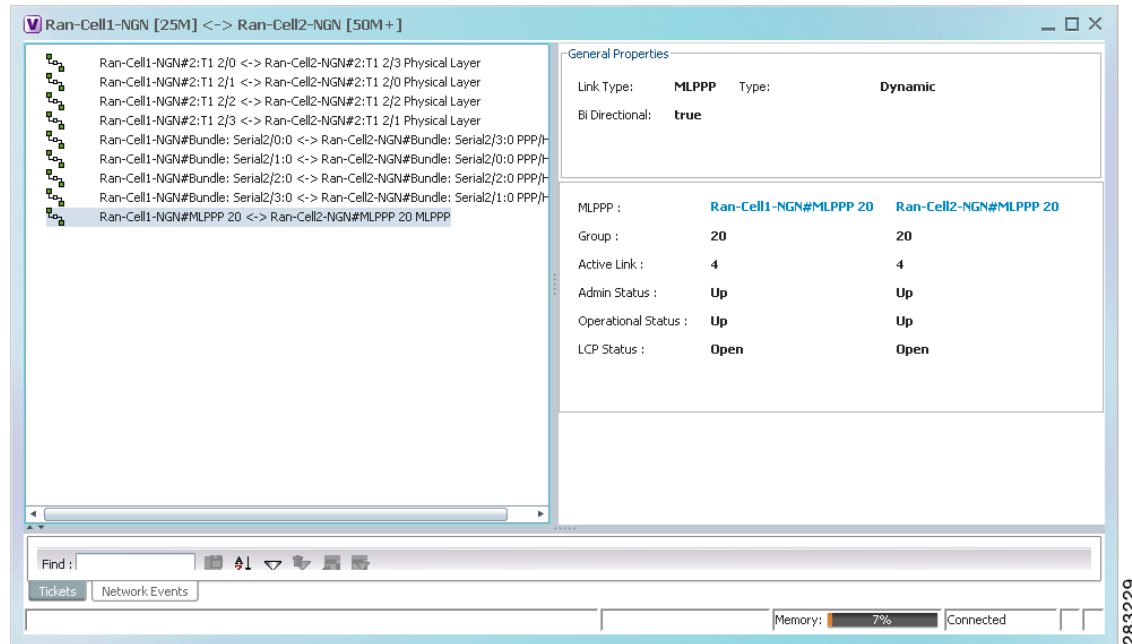 V Ran-Cell1-NGN [25M] <-> Ran-Cell2-NGN [50M+]
Ran-Cell1-NGN#2:T1 2/0 <-> Ran-Cell2-NGN#2:T1 2/3 Physical Layer
Ran-Cell1-NGN#2:T1 2/1 <-> Ran-Cell2-NGN#2:T1 2/0 Physical Layer
Ran-Cell1-NGN#2:T1 2/2 <-> Ran-Cell2-NGN#2:T1 2/2 Physical Layer
Ran-Cell1-NGN#2:T1 2/3 <-> Ran-Cell2-NGN#2:T1 2/1 Physical Layer
Ran-Cell1-NGN#Bundle: Serial2/0:0 <-> Ran-Cell2-NGN#Bundle: Serial2/3:0 PPP/H
Ran-Cell1-NGN#Bundle: Serial2/1:0 <-> Ran-Cell2-NGN#Bundle: Serial2/0:0 PPP/H
Ran-Cell1-NGN#Bundle: Serial2/2:0 <-> Ran-Cell2-NGN#Bundle: Serial2/2:0 PPP/H
Ran-Cell1-NGN#Bundle: Serial2/3:0 <-> Ran-Cell2-NGN#Bundle: Serial2/1:0 PPP/H
Ran-Cell1-NGN#MLPPP 20 <-> Ran-Cell2-NGN#MLPPP 20 MLPPP
General Properties
Link Type: MLPPP Type: Dynamic
Bi Directional: true
MLPPP : Ran-Cell1-NGN#MLPPP 20 Ran-Cell2-NGN#MLPPP 20
Group : 20 20
Active Link : 4 4
Admin Status : Up Up
Operational Status : Up Up
LCP Status : Open Open
Find :
Tickets Network Events
Memory: 7% Connected
283229